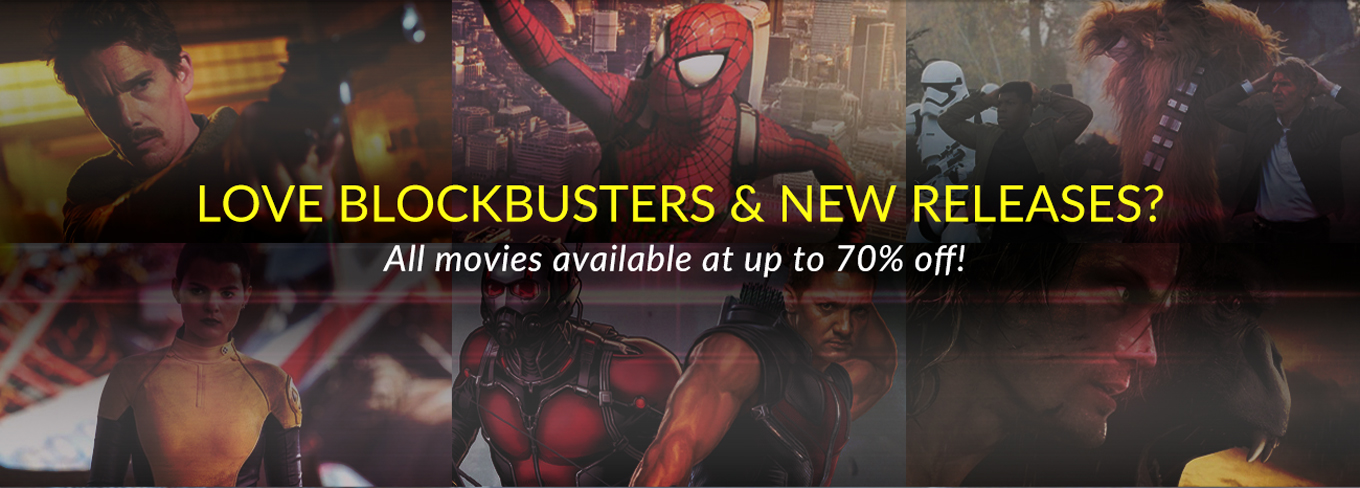 LOVE BLOCKBUSTERS & NEW RELEASES?
All movies available at up to 70% off!